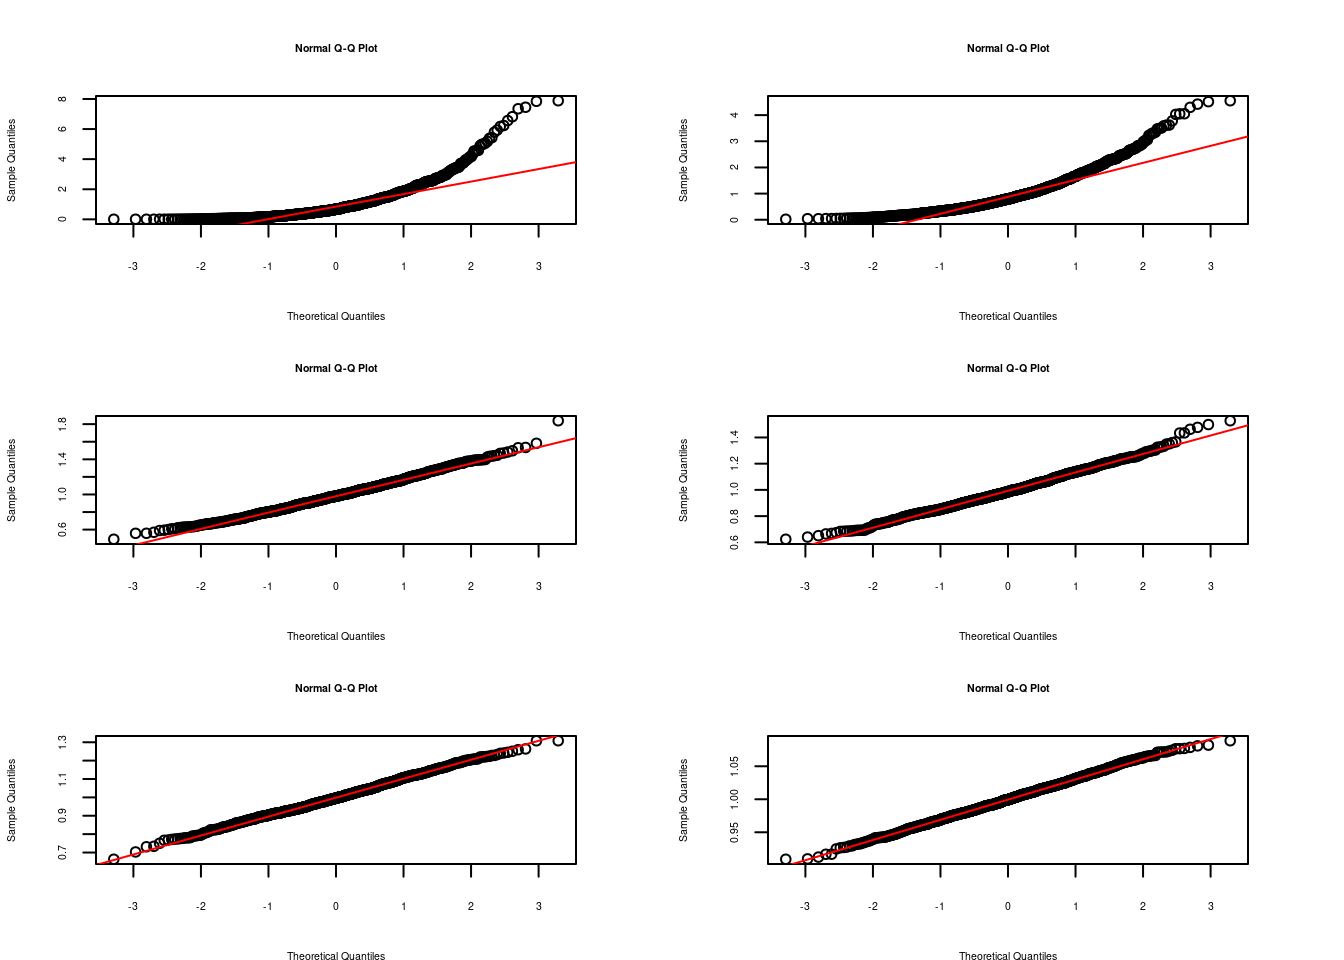 Normal Q-Q Plot
Sample Quantiles
8
6
4
2
0
-3 -2 -1 0 1 2 3
Theoretical Quantiles
Normal Q-Q Plot
Sample Quantiles
4
3
2
1
0
-3 -2 -1 0 1 2 3
Theoretical Quantiles
Normal Q-Q Plot
Sample Quantiles
1.8
1.4
1.0
0.6
-3 -2 -1 0 1 2 3
Theoretical Quantiles
Normal Q-Q Plot
Sample Quantiles
1.4
1.2
1.0
0.8
0.6
-3 -2 -1 0 1 2 3
Theoretical Quantiles
Normal Q-Q Plot
Sample Quantiles
1.3
1.1
0.9
0.7
-3 -2 -1 0 1 2 3
Theoretical Quantiles
Normal Q-Q Plot
Sample Quantiles
1.05
1.00
0.95
-3 -2 -1 0 1 2 3
Theoretical Quantiles